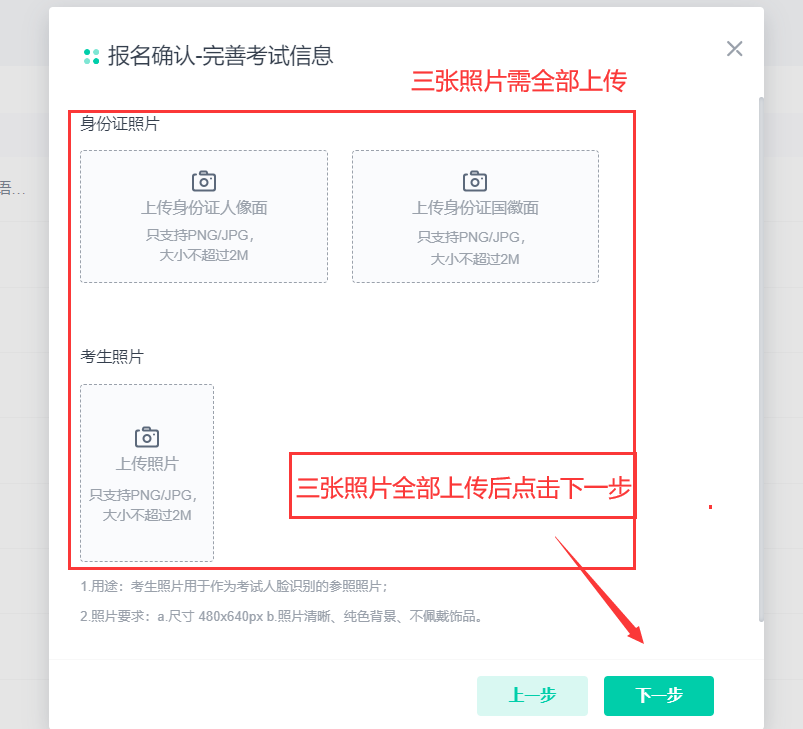 报名确认-完善考试信息
三张照片需全部上传
身份证照片
上传身份证人像面
只支持PNG/JPG，
大小不超过2M
上传身份证国徽面
只支持PNG/JPG，
大小不超过2M
语...
考生照片
上传照片
只支持PNG/JPG，
大小不超过2M
三张照片全部上传后点击下一步
1.用途：考生照片用于作为考试人脸识别的参照照片；
2.照片要求：a.尺寸 480x640px b.照片清晰、纯色背景、不佩戴饰品。
上一步
下一步